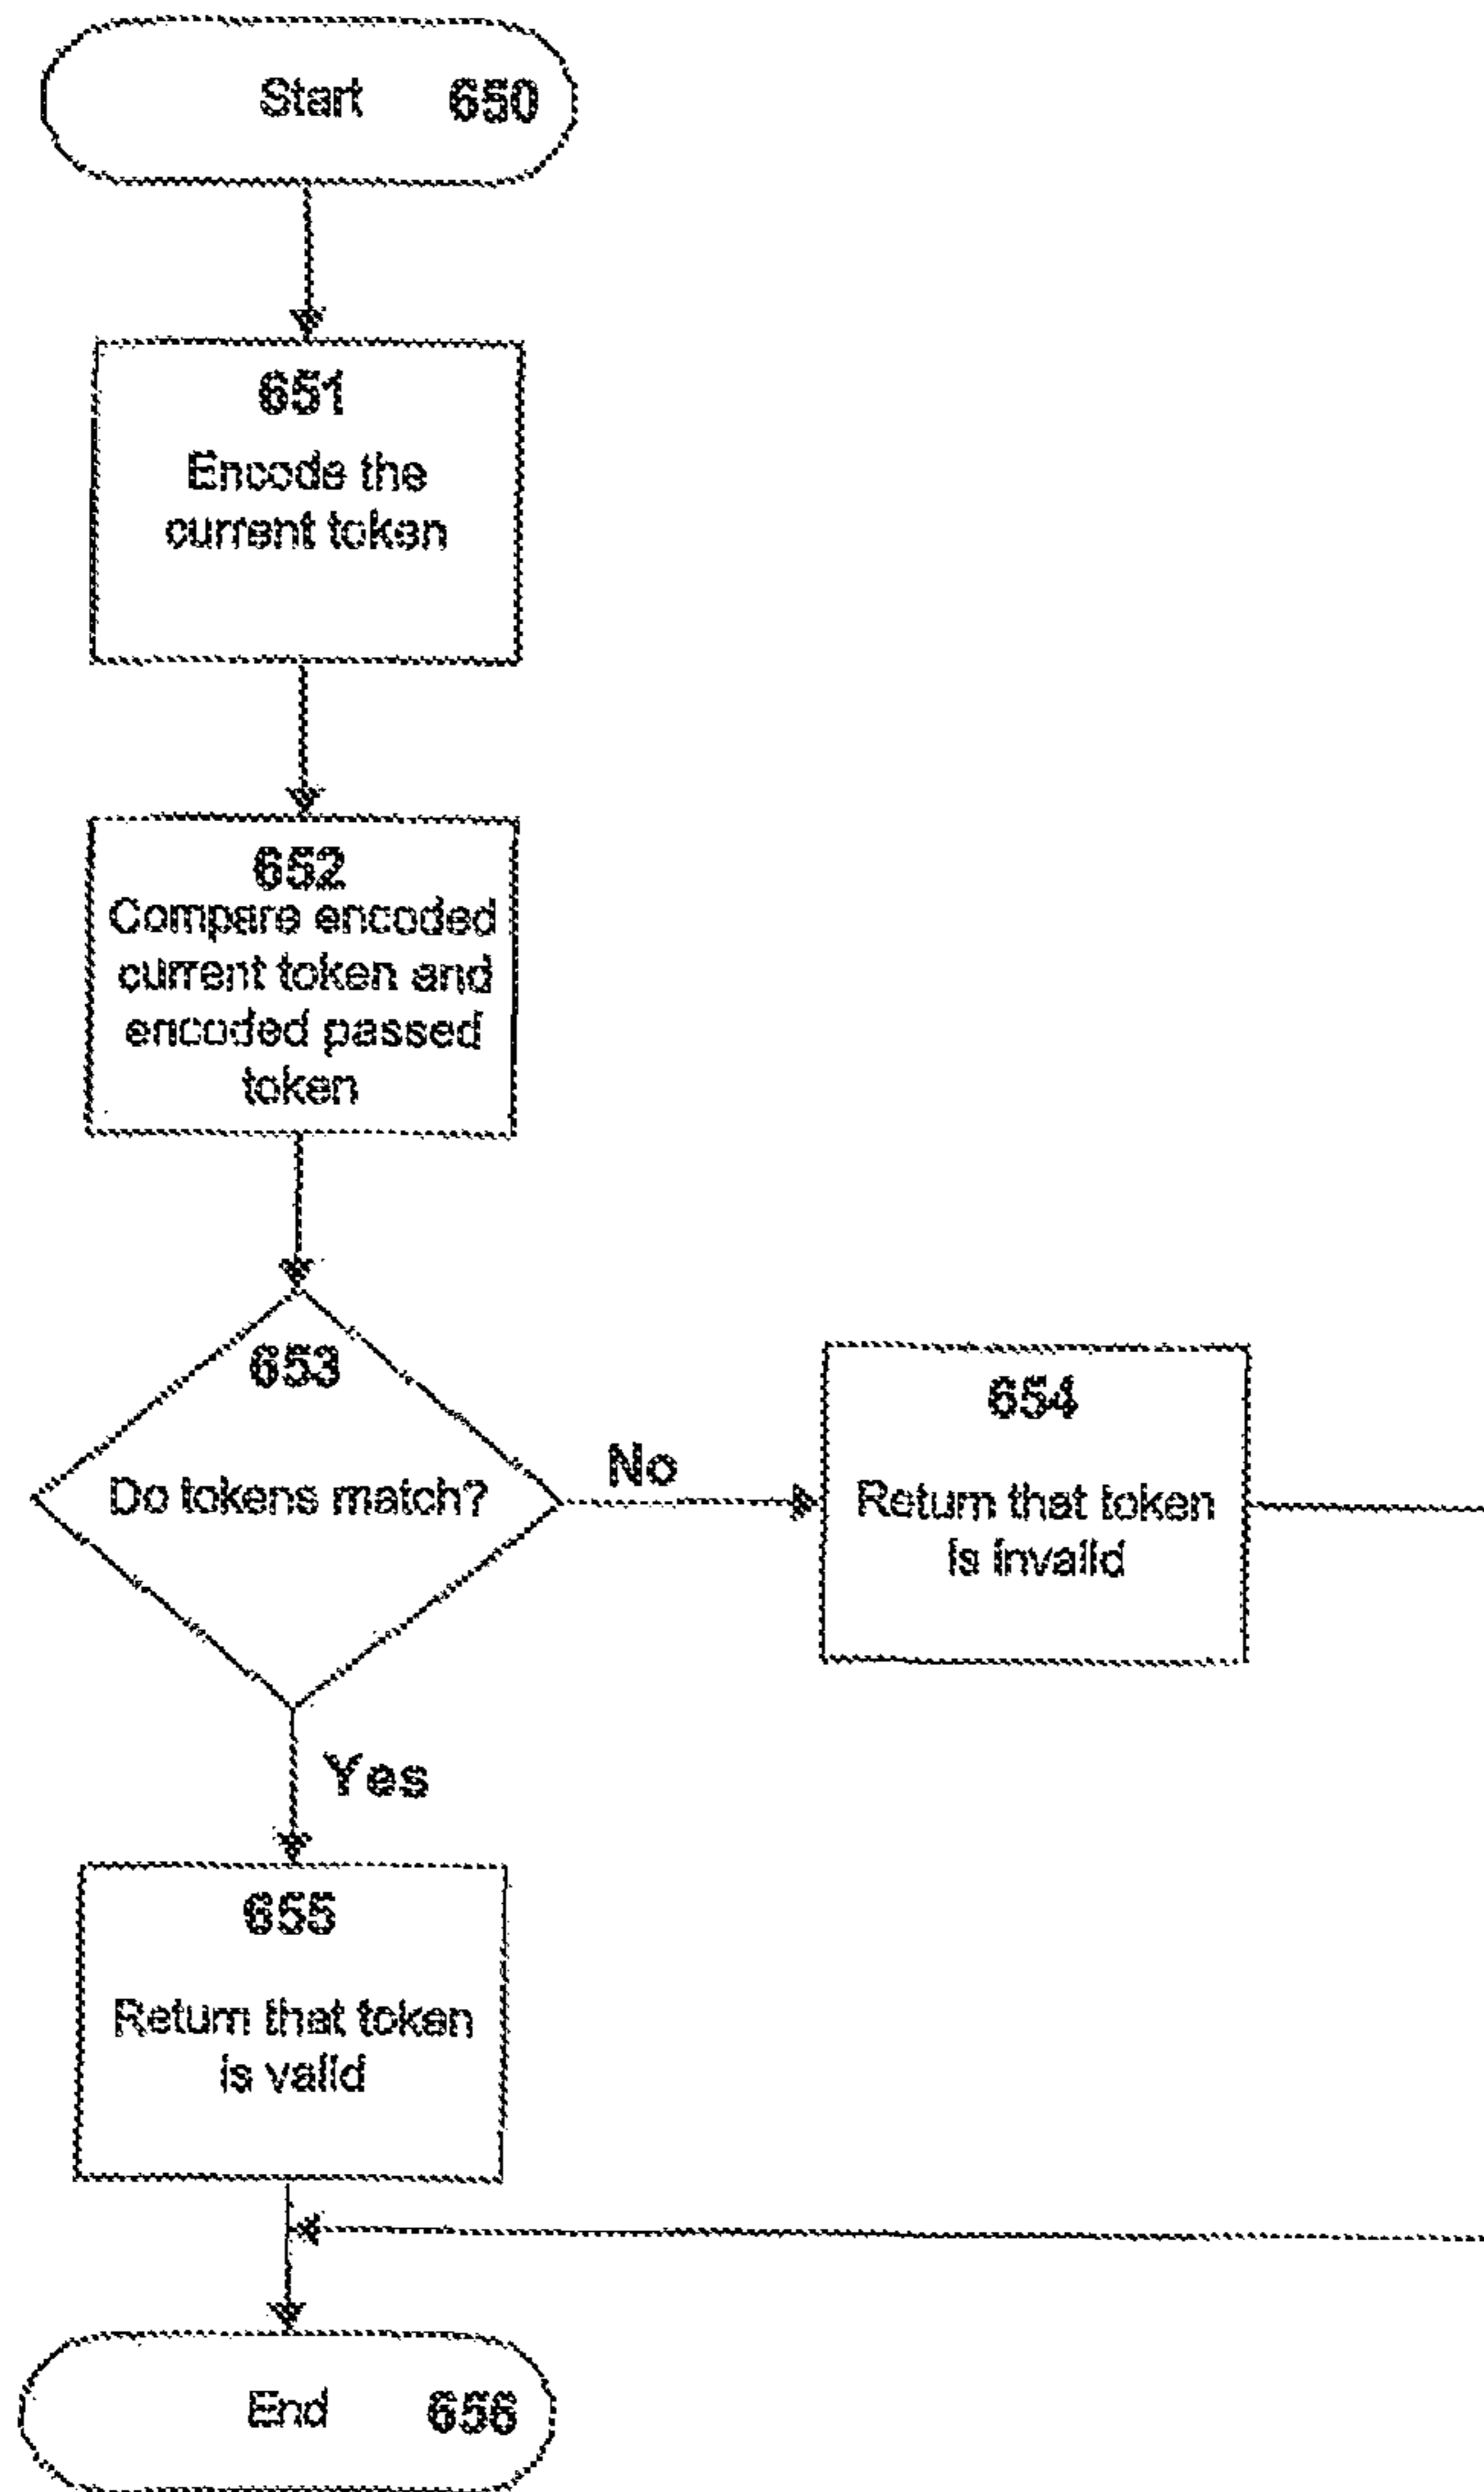 Start 650
651
Encode the
current token
652
Compare encoded
current token and
encoded passed
token
653
Do tokens match?
No
654
Return that token
is invalid
Yes
655
Return that token
is valid
End 656